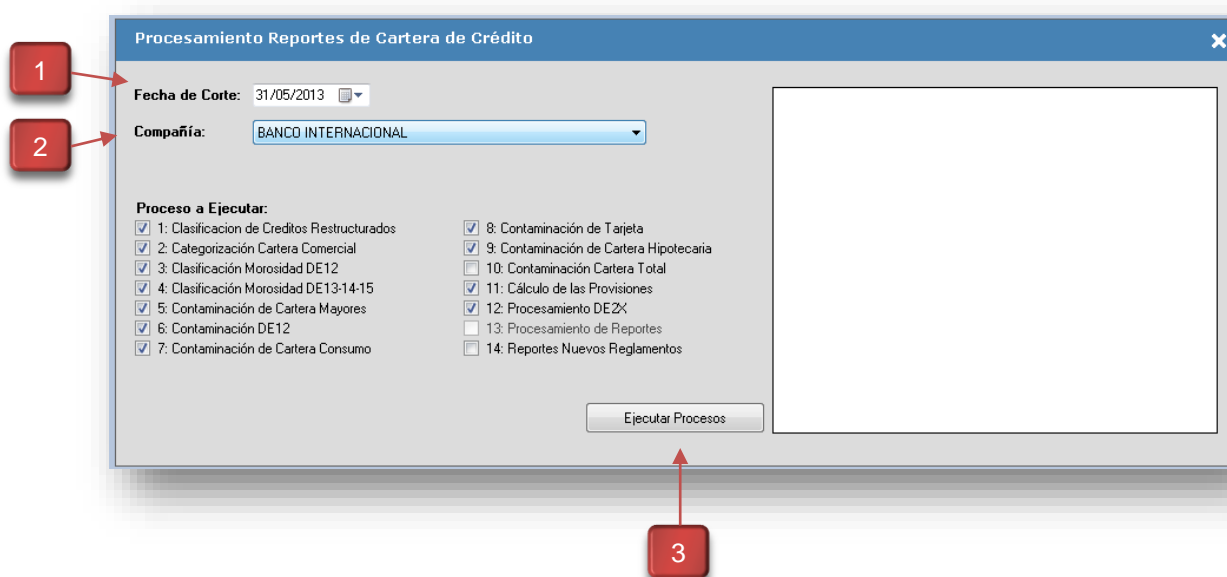 Procesamiento Reportes de Cartera de Crédito
1
Fecha de Corte: 31/05/2013
2
Compañía: BANCO INTERNACIONAL
Proceso a Ejecutar:
1: Clasificacion de Creditos Restructurados
2: Categorización Cartera Comercial
3: Clasificación Morosidad DE12
4: Clasificación Morosidad DE13-14-15
5: Contaminación de Cartera Mayores
6: Contaminación DE12
7: Contaminación de Cartera Consumo
8: Contaminación de Tarjeta
9: Contaminación de Cartera Hipotecaria
10: Contaminación Cartera Total
11: Cálculo de las Provisiones
12: Procesamiento DE2X
13: Procesamiento de Reportes
14: Reportes Nuevos Reglamentos
Ejecutar Procesos
3